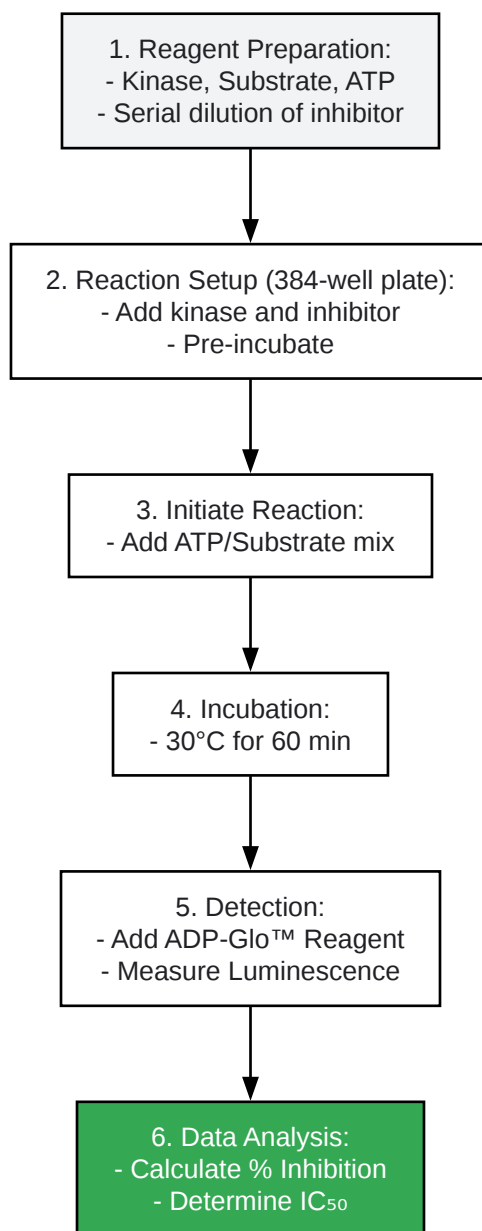 1. Reagent Preparation:
- Kinase, Substrate, ATP
- Serial dilution of inhibitor
2. Reaction Setup (384-well plate):
- Add kinase and inhibitor
- Pre-incubate
3. Initiate Reaction:
- Add ATP/Substrate mix
4. Incubation:
- 30°C for 60 min
5. Detection:
- Add ADP-Glo™ Reagent
- Measure Luminescence
6. Data Analysis:
- Calculate % Inhibition
- Determine IC₅₀